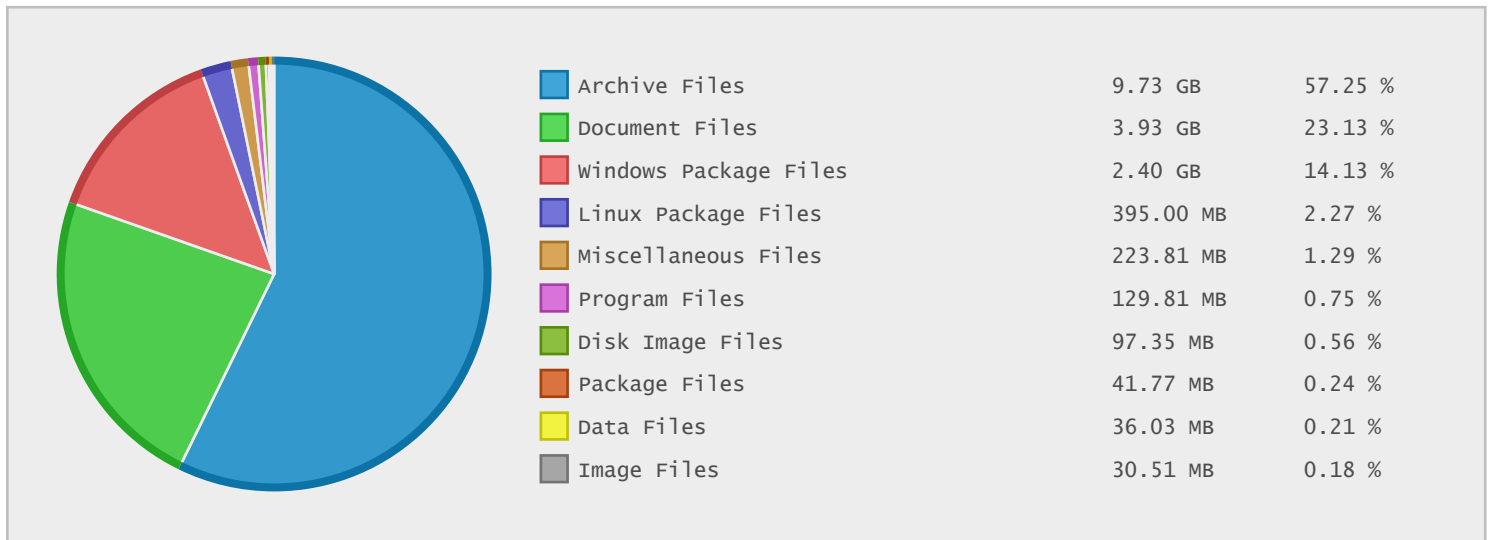 Archive Files 9.73 GB 57.25 %
Document Files 3.93 GB 23.13 %
Windows Package Files 2.40 GB 14.13 %
Linux Package Files 395.00 MB 2.27 %
Miscellaneous Files 223.81 MB 1.29 %
Program Files 129.81 MB 0.75 %
Disk Image Files 97.35 MB 0.56 %
Package Files 41.77 MB 0.24 %
Data Files 36.03 MB 0.21 %
Image Files 30.51 MB 0.18 %